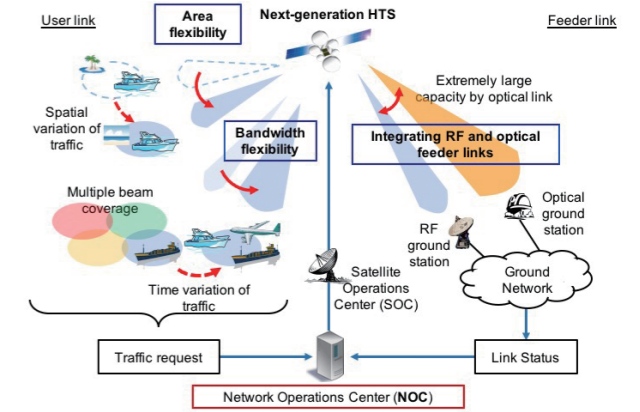 User link
Area
flexibility
Next-generation HTS
Feeder link
Spatial
variation of
traffic
Bandwidth
flexibility
Extremely large
capacity by optical link
Integrating RF and optical
feeder links
Multiple beam
coverage
Time variation of
traffic
Satellite
Operations
Center (SOC)
RF
ground
station
Optical
ground
station
Ground
Network
Traffic request
Link Status
Network Operations Center (NOC)